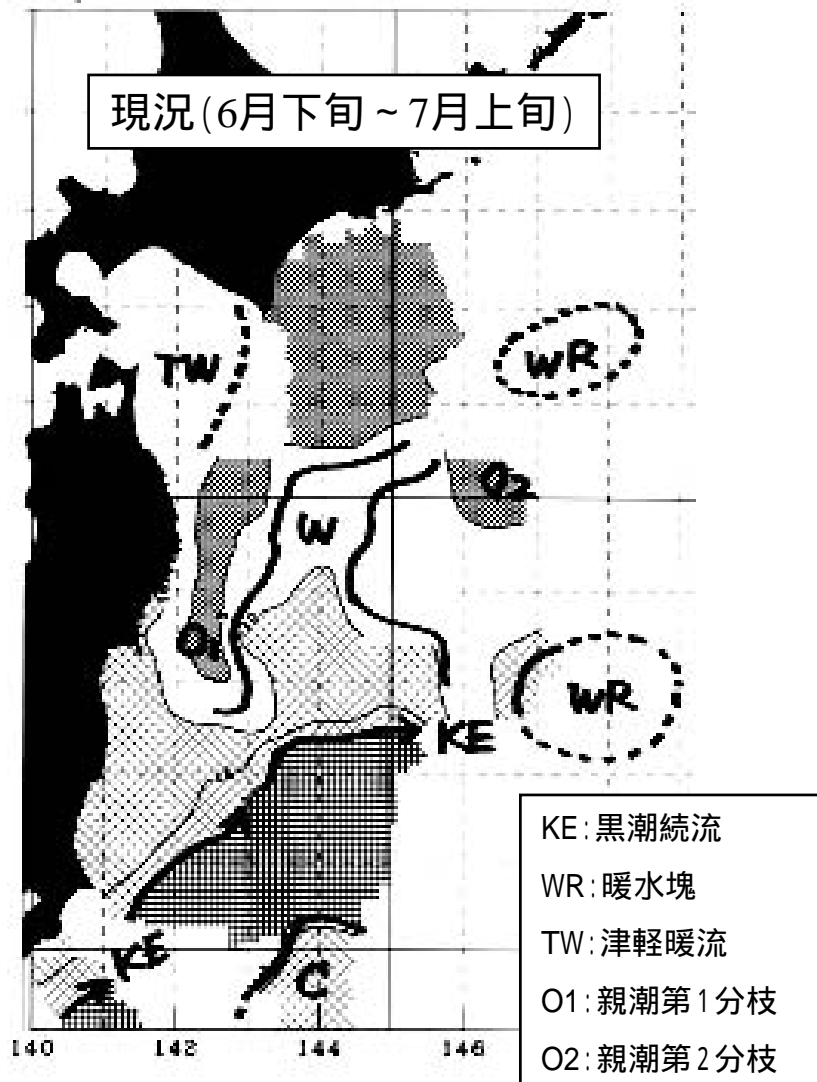 現況(6月下旬~7月上旬)
TW
WR
O2
W
O1
WR
KE
KE
C
KE:黒潮続流
WR:暖水塊
TW:津軽暖流
O1:親潮第1分枝
O2:親潮第2分枝
140 142 144 146